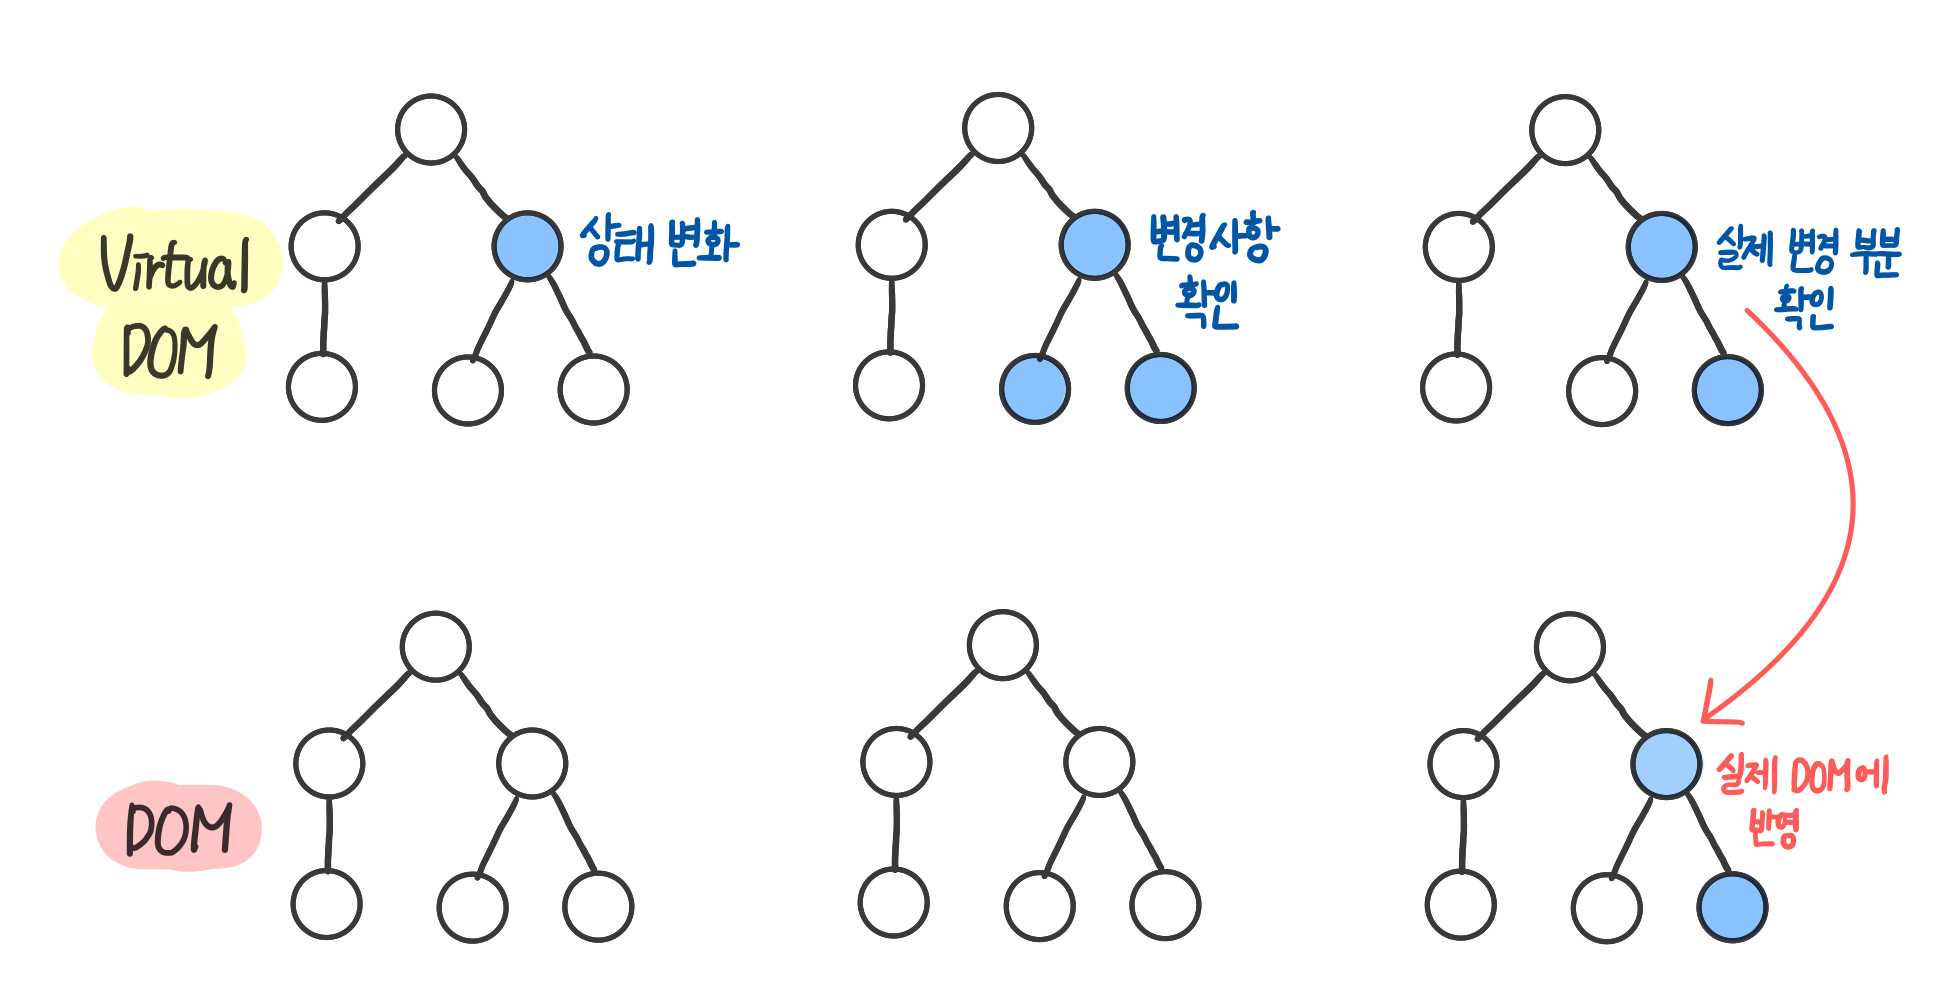 Virtual
DOM
상태 변화
변경사항
확인
실제 변경 부분
확인
DOM
실제 DOM에
반영